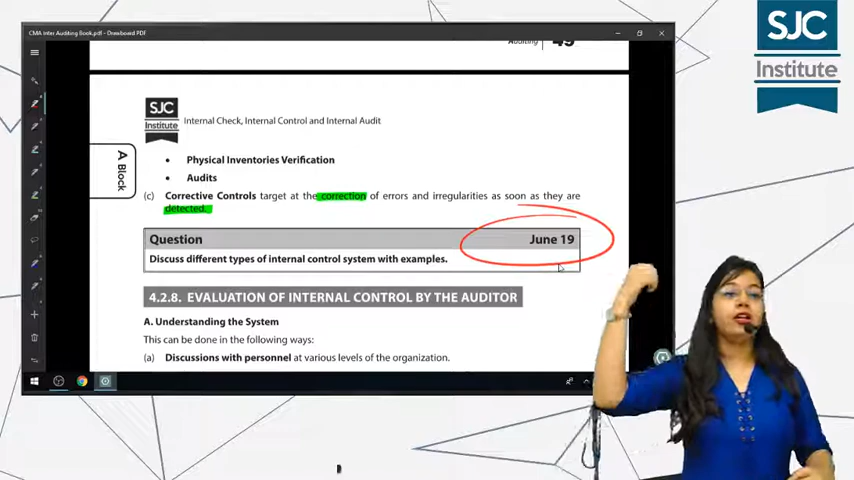 CMA Inter Auditing Book.pdf - Drawboard PDF
SJC
Institute
Auditing | 49
SJC
Institute
Internal Check, Internal Control and Internal Audit
A Block
• Physical Inventories Verification
• Audits
(c) Corrective Controls target at the correction of errors and irregularities as soon as they are
detected.
Question June 19
Discuss different types of internal control system with examples.
4.2.8. EVALUATION OF INTERNAL CONTROL BY THE AUDITOR
A. Understanding the System
This can be done in the following ways:
(a) Discussions with personnel at various levels of the organization.